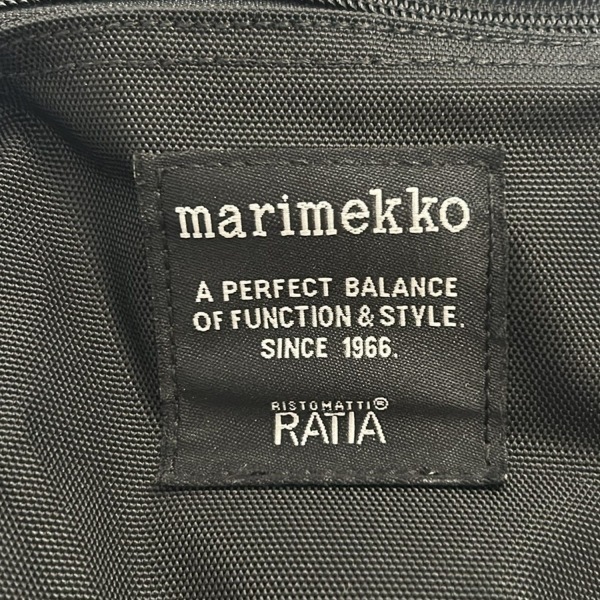 marimekko
A PERFECT BALANCE
OF FUNCTION & STYLE.
SINCE 1966.
RISTOMATTI®
RATIA